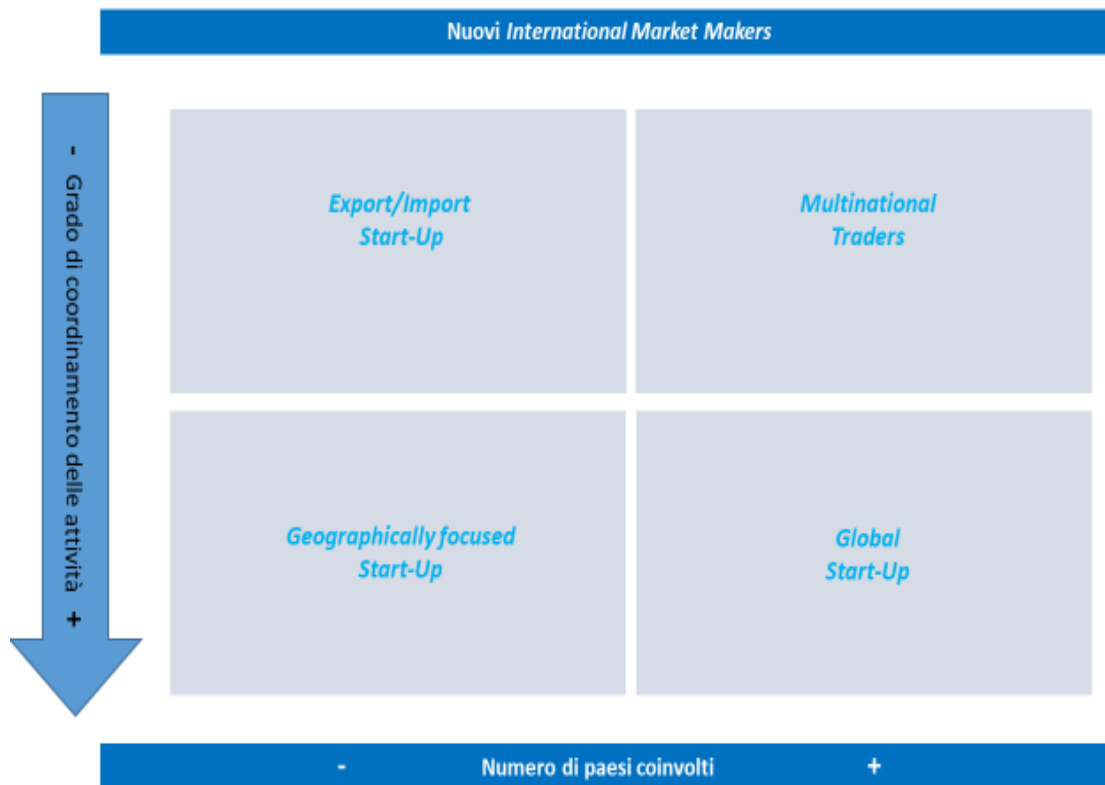 Nuovi International Market Makers
- Grado di coordinamento delle attività +
Export/Import
Start-Up
Multinational
Traders
Geographically focused
Start-Up
Global
Start-Up
- Numero di paesi coinvolti +